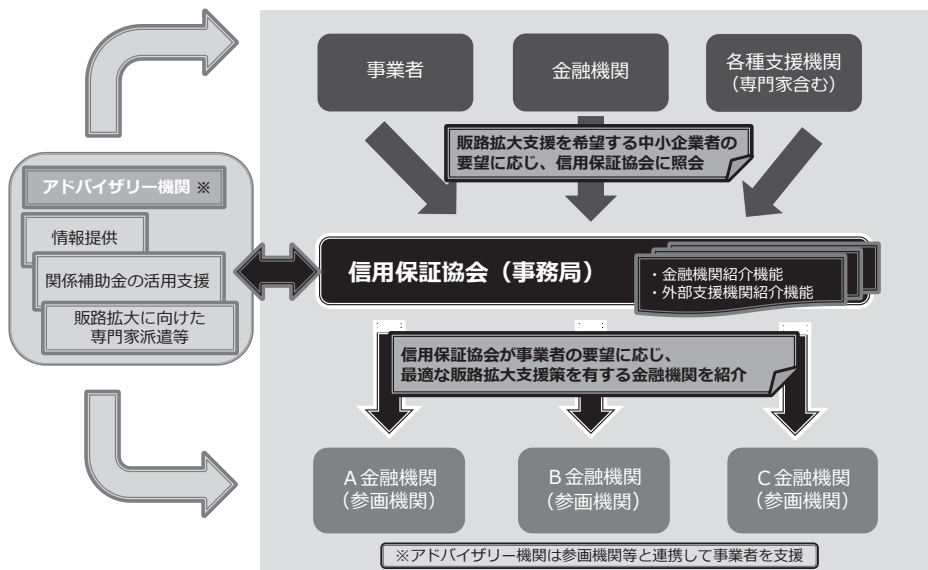 事業者
金融機関
各種支援機関
（専門家含む）
販路拡大支援を希望する中小企業者の
要望に応じ、信用保証協会に照会
アドバイザリー機関 ※
情報提供
関係補助金の活用支援
販路拡大に向けた
専門家派遣等
信用保証協会（事務局）
・金融機関紹介機能
・外部支援機関紹介機能
信用保証協会が事業者の要望に応じ、
最適な販路拡大支援策を有する金融機関を紹介
A金融機関
（参画機関）
B金融機関
（参画機関）
C金融機関
（参画機関）
※アドバイザリー機関は参画機関等と連携して事業者を支援